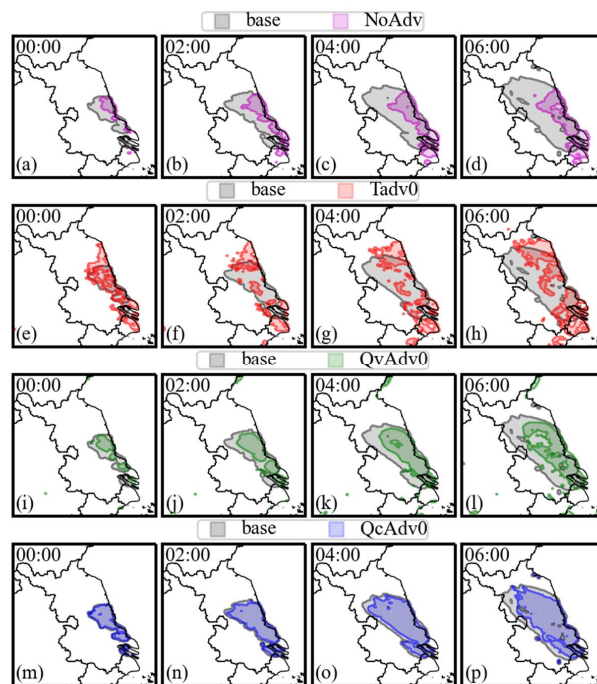 base NoAdv
00:00 02:00 04:00 06:00
(a) (b) (c) (d)
base Tadv0
00:00 02:00 04:00 06:00
(e) (f) (g) (h)
base QvAdv0
00:00 02:00 04:00 06:00
(i) (j) (k) (l)
base QcAdv0
00:00 02:00 04:00 06:00
(m) (n) (o) (p)